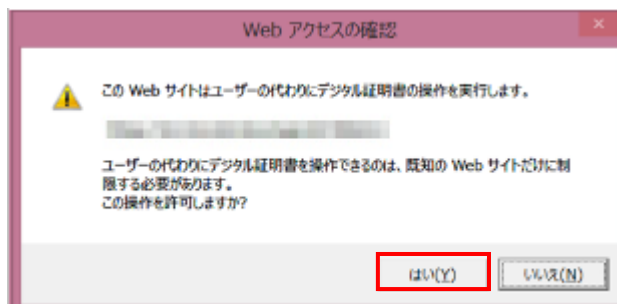 Web アクセスの確認
この Web サイトはユーザーの代わりにデジタル証明書の操作を実行します。
ユーザーの代わりにデジタル証明書を操作できるのは、既知の Web サイトだけに制
限する必要があります。
この操作を許可しますか?
はい(Y) いいえ(N)